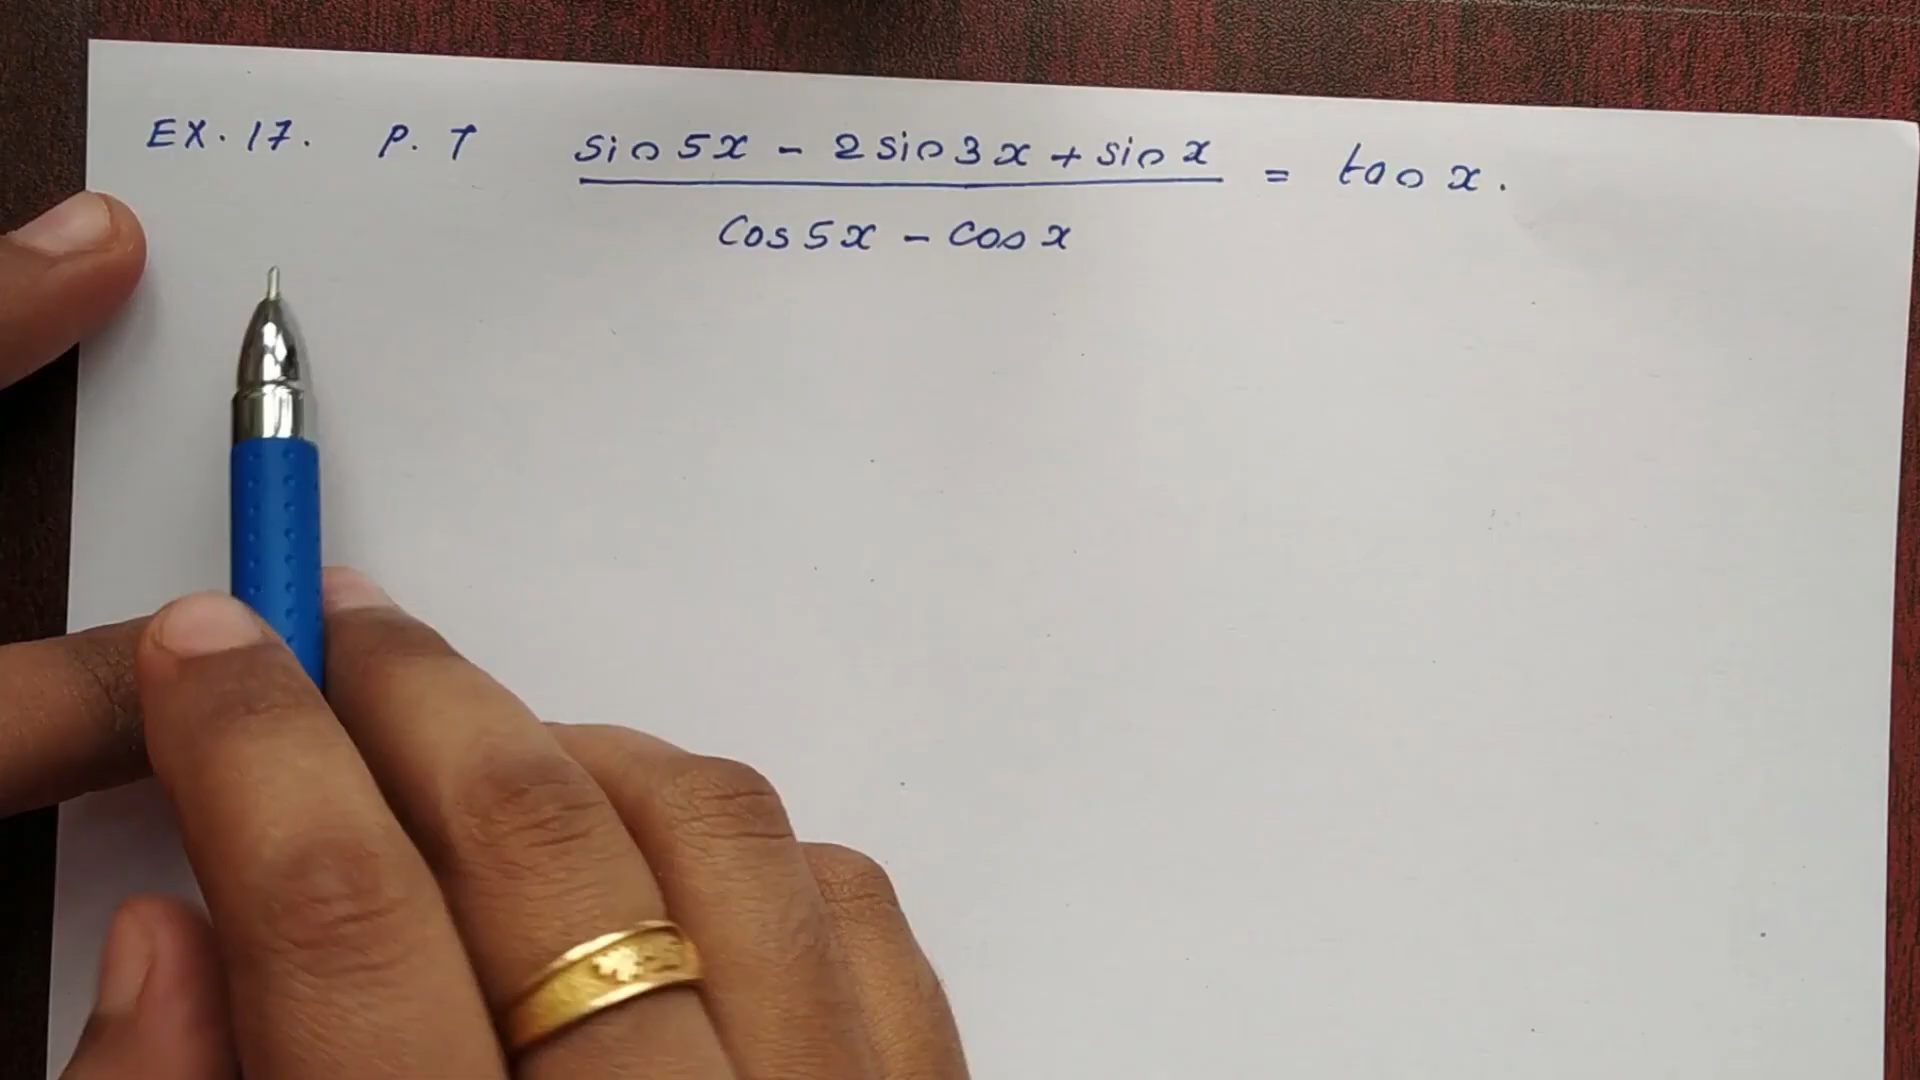 EX. 17. P. T sin 5x - 2 sin 3x + sin x = tan x.
cos 5x - cos x